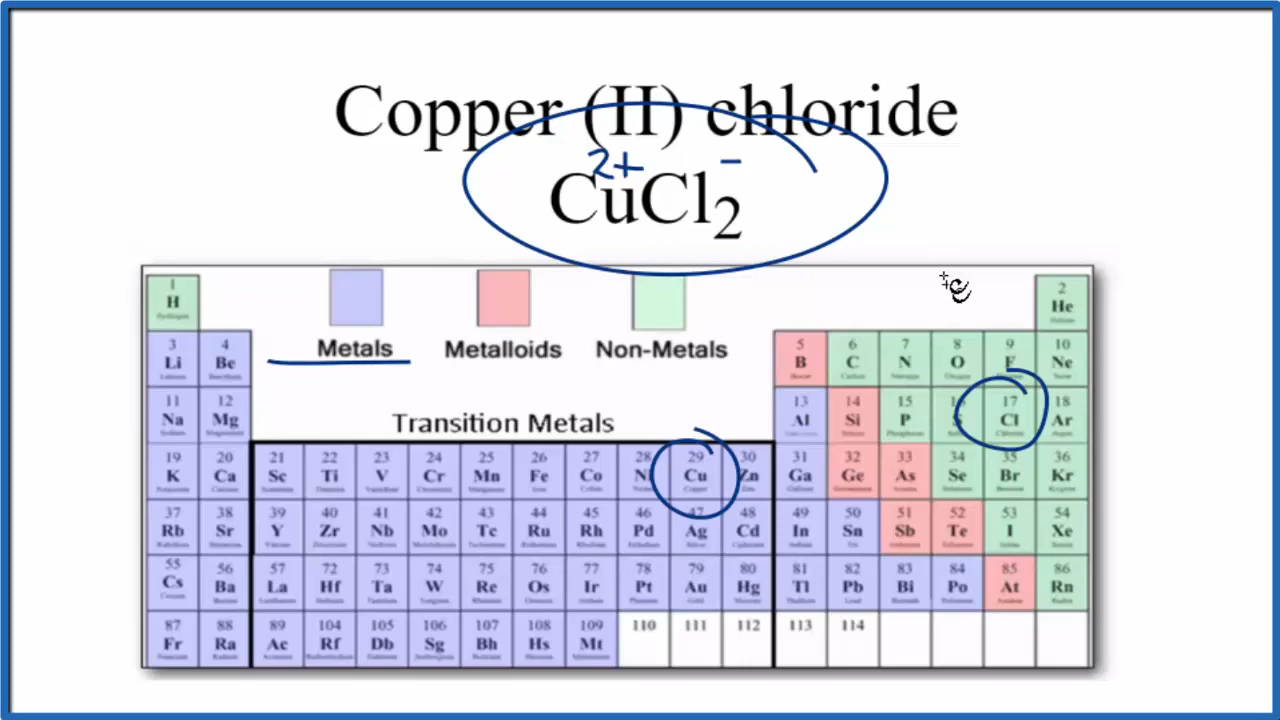 Copper (II) chloride
2+ −
CuCl2
Metals Metalloids Non-Metals
Transition Metals
1 2
H He
3 4 5 6 7 8 9 10
Li Be B C N O F Ne
11 12 13 14 15 16 17 18
Na Mg Al Si P S Cl Ar
19 20 21 22 23 24 25 26 27 28 29 30 31 32 33 34 35 36
K Ca Sc Ti V Cr Mn Fe Co Ni Cu Zn Ga Ge As Se Br Kr
37 38 39 40 41 42 43 44 45 46 47 48 49 50 51 52 53 54
Rb Sr Y Zr Nb Mo Tc Ru Rh Pd Ag Cd In Sn Sb Te I Xe
55 56 57 72 73 74 75 76 77 78 79 80 81 82 83 84 85 86
Cs Ba La Hf Ta W Re Os Ir Pt Au Hg Tl Pb Bi Po At Rn
87 88 89 104 105 106 107 108 109 110 111 112 113 114
Fr Ra Ac Rf Db Sg Bh Hs Mt